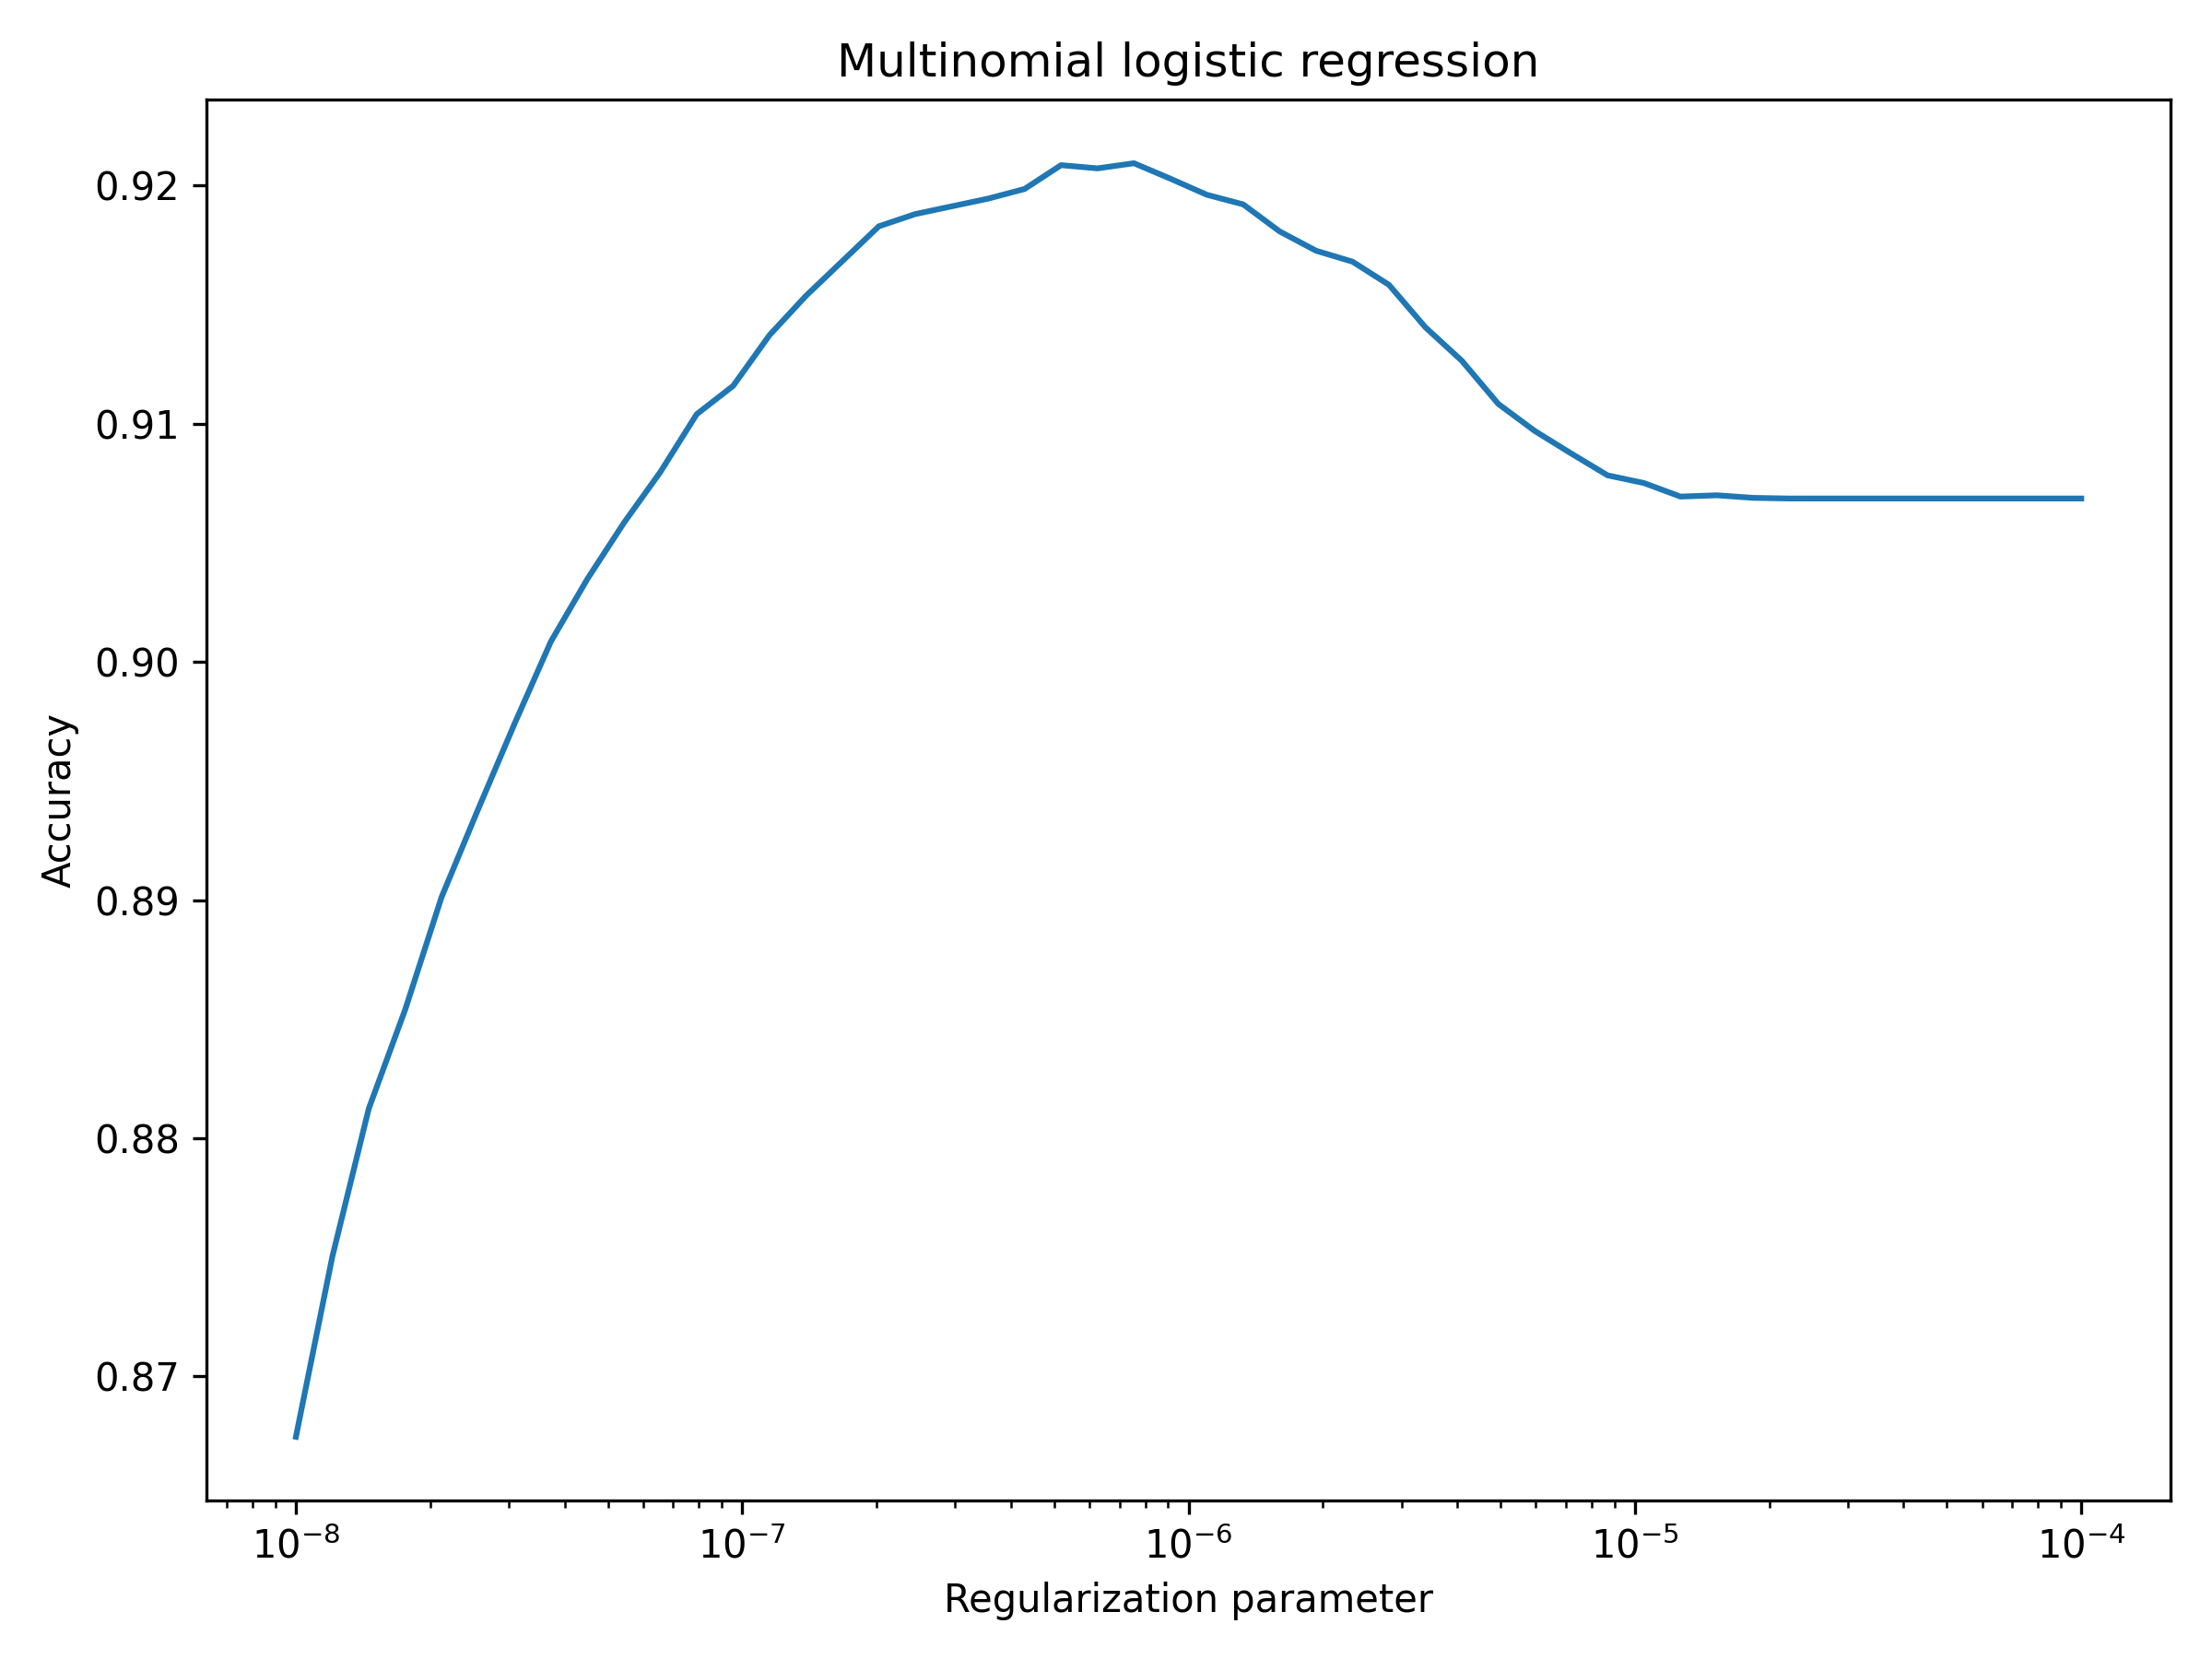 Multinomial logistic regression
0.92
0.91
0.90
0.89
0.88
0.87
Accuracy
10⁻⁸ 10⁻⁷ 10⁻⁶ 10⁻⁵ 10⁻⁴
Regularization parameter